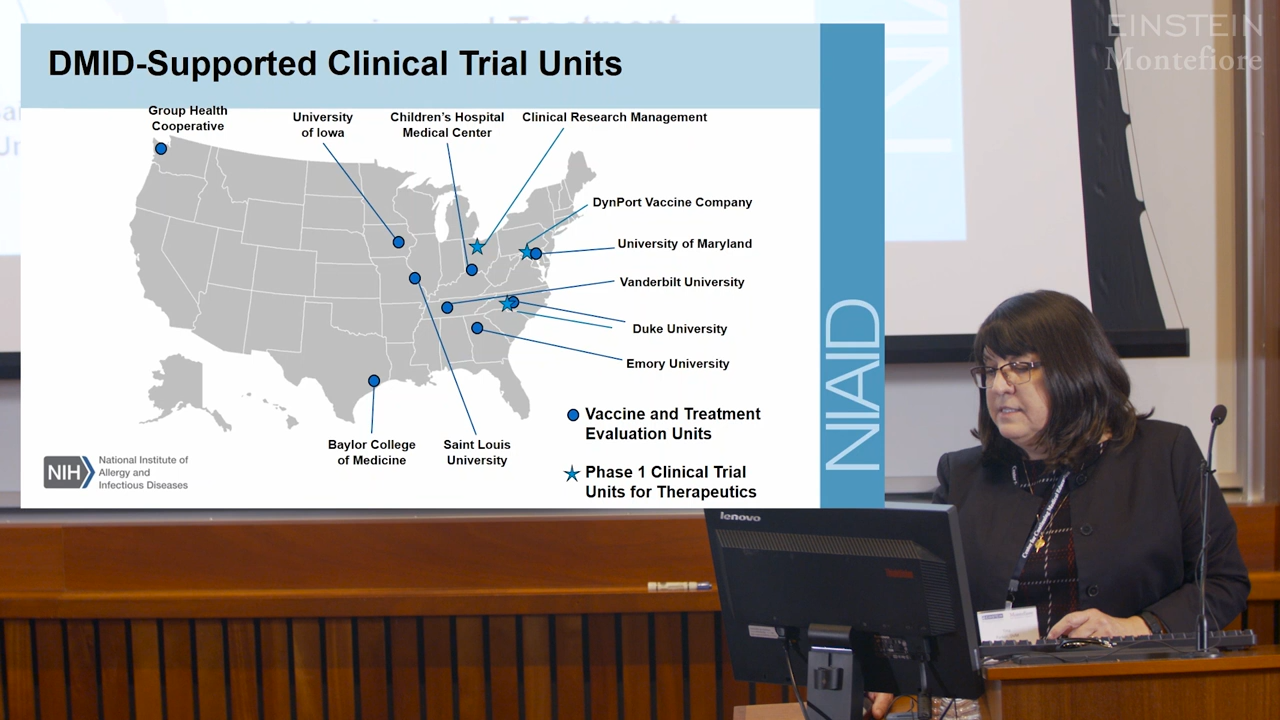 EINSTEIN
Montefiore
DMID-Supported Clinical Trial Units
Group Health
Cooperative
University
of Iowa
Children's Hospital
Medical Center
Clinical Research Management
DynPort Vaccine Company
University of Maryland
Vanderbilt University
Duke University
Emory University
Baylor College
of Medicine
Saint Louis
University
Vaccine and Treatment
Evaluation Units
Phase 1 Clinical Trial
Units for Therapeutics
NIH
National Institute of
Allergy and
Infectious Diseases
NIAID
lenovo